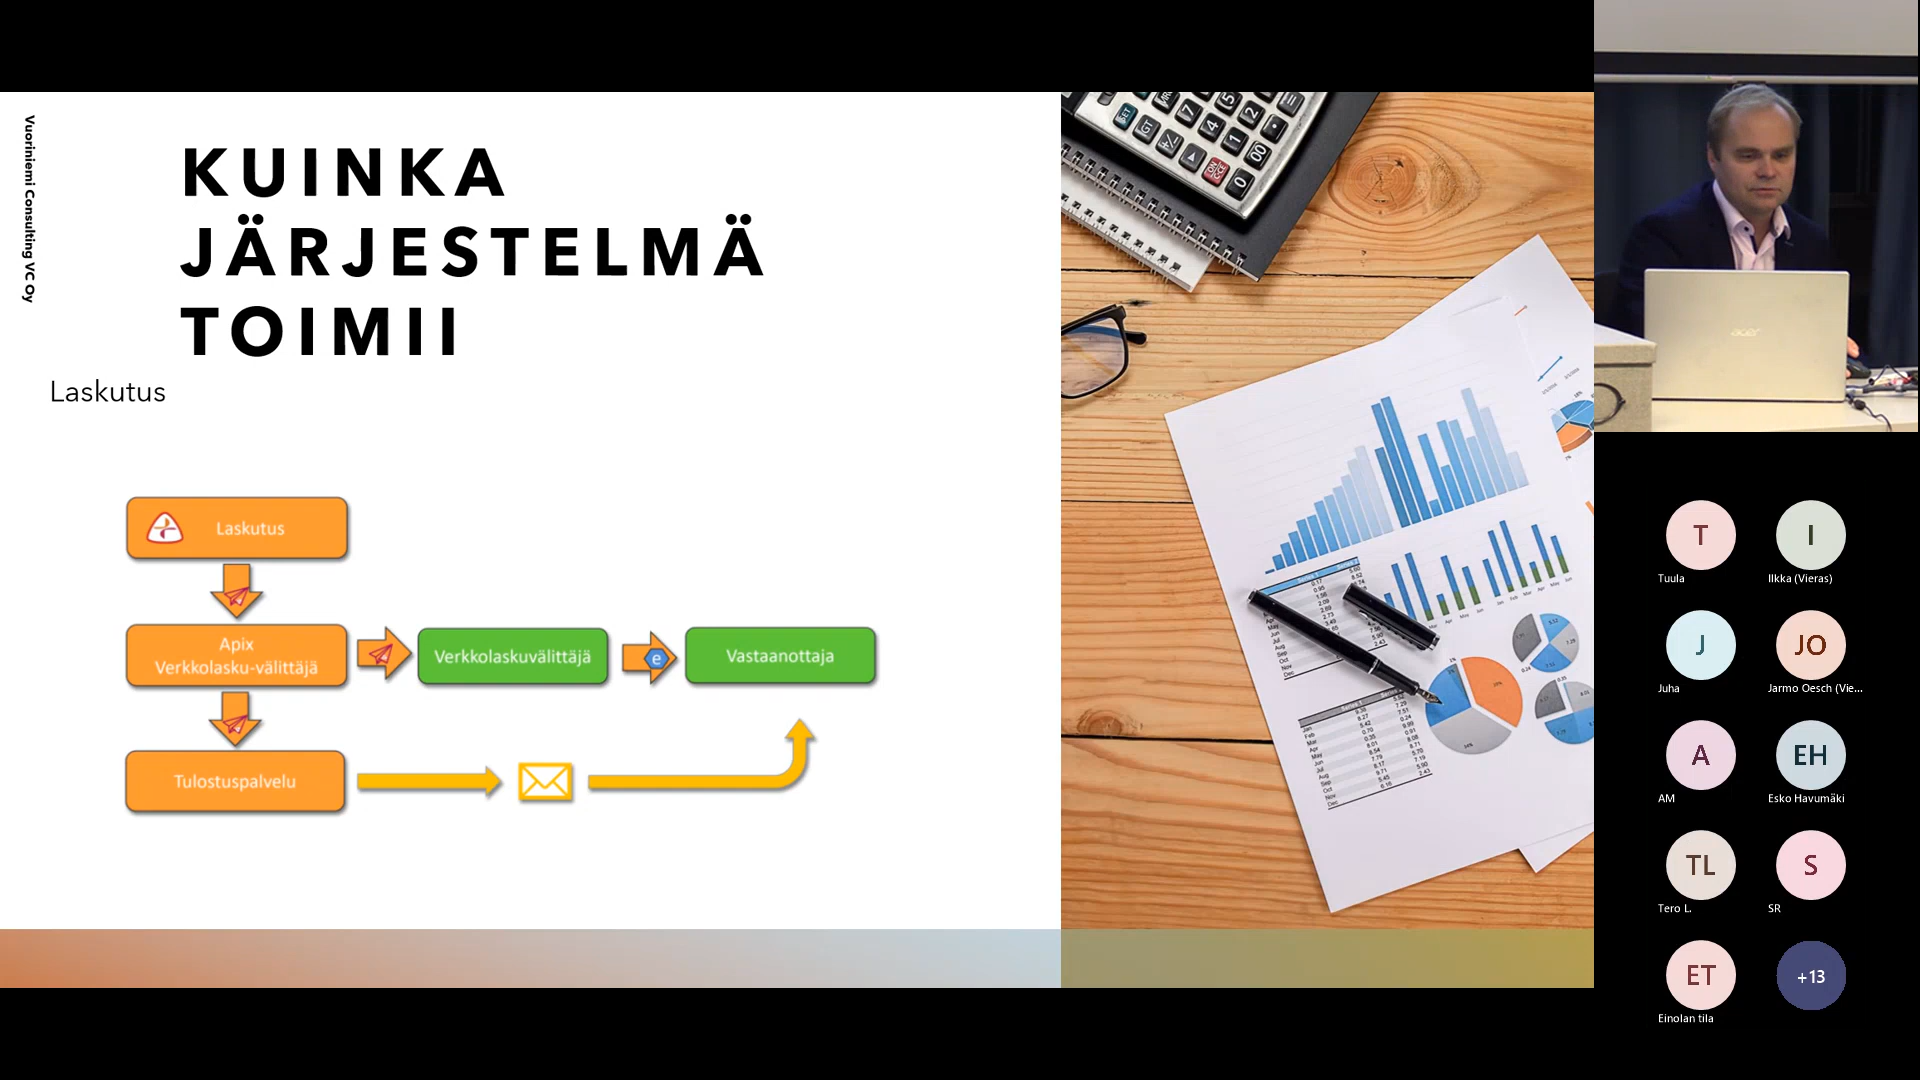 Vuoriniemi Consulting VC Oy
KUINKA
JÄRJESTELMÄ
TOIMII
Laskutus
Laskutus
Apix
Verkkolasku-välittäjä
Verkkolaskuvälittäjä
e
Vastaanottaja
Tulostuspalvelu
acer
T
Tuula
I
Ilkka (Vieras)
J
Juha
JO
Jarmo Oesch (Vie...
A
AM
EH
Esko Havumäki
TL
Tero L.
S
SR
ET
Einolan tila
+13